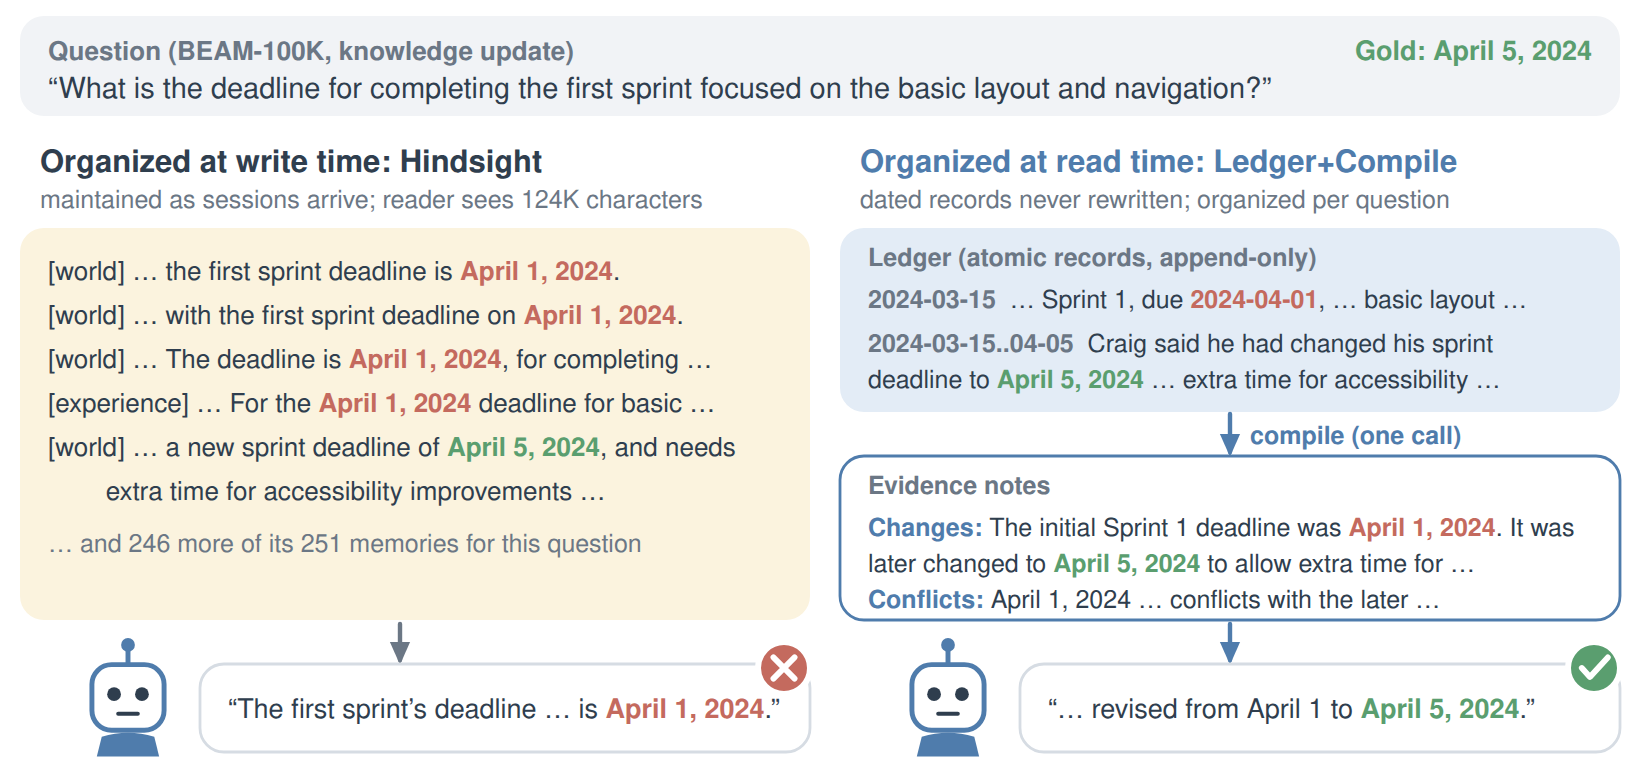 Question (BEAM-100K, knowledge update)
Gold: April 5, 2024
“What is the deadline for completing the first sprint focused on the basic layout and navigation?”
Organized at write time: Hindsight
maintained as sessions arrive; reader sees 124K characters
[world] … the first sprint deadline is April 1, 2024.
[world] … with the first sprint deadline on April 1, 2024.
[world] … The deadline is April 1, 2024, for completing …
[experience] … For the April 1, 2024 deadline for basic …
[world] … a new sprint deadline of April 5, 2024, and needs
extra time for accessibility improvements …
… and 246 more of its 251 memories for this question
“The first sprint’s deadline … is April 1, 2024.”
Organized at read time: Ledger+Compile
dated records never rewritten; organized per question
Ledger (atomic records, append-only)
2024-03-15 … Sprint 1, due 2024-04-01, … basic layout …
2024-03-15..04-05 Craig said he had changed his sprint
deadline to April 5, 2024 … extra time for accessibility …
compile (one call)
Evidence notes
Changes: The initial Sprint 1 deadline was April 1, 2024. It was
later changed to April 5, 2024 to allow extra time for …
Conflicts: April 1, 2024 … conflicts with the later …
“… revised from April 1 to April 5, 2024.”